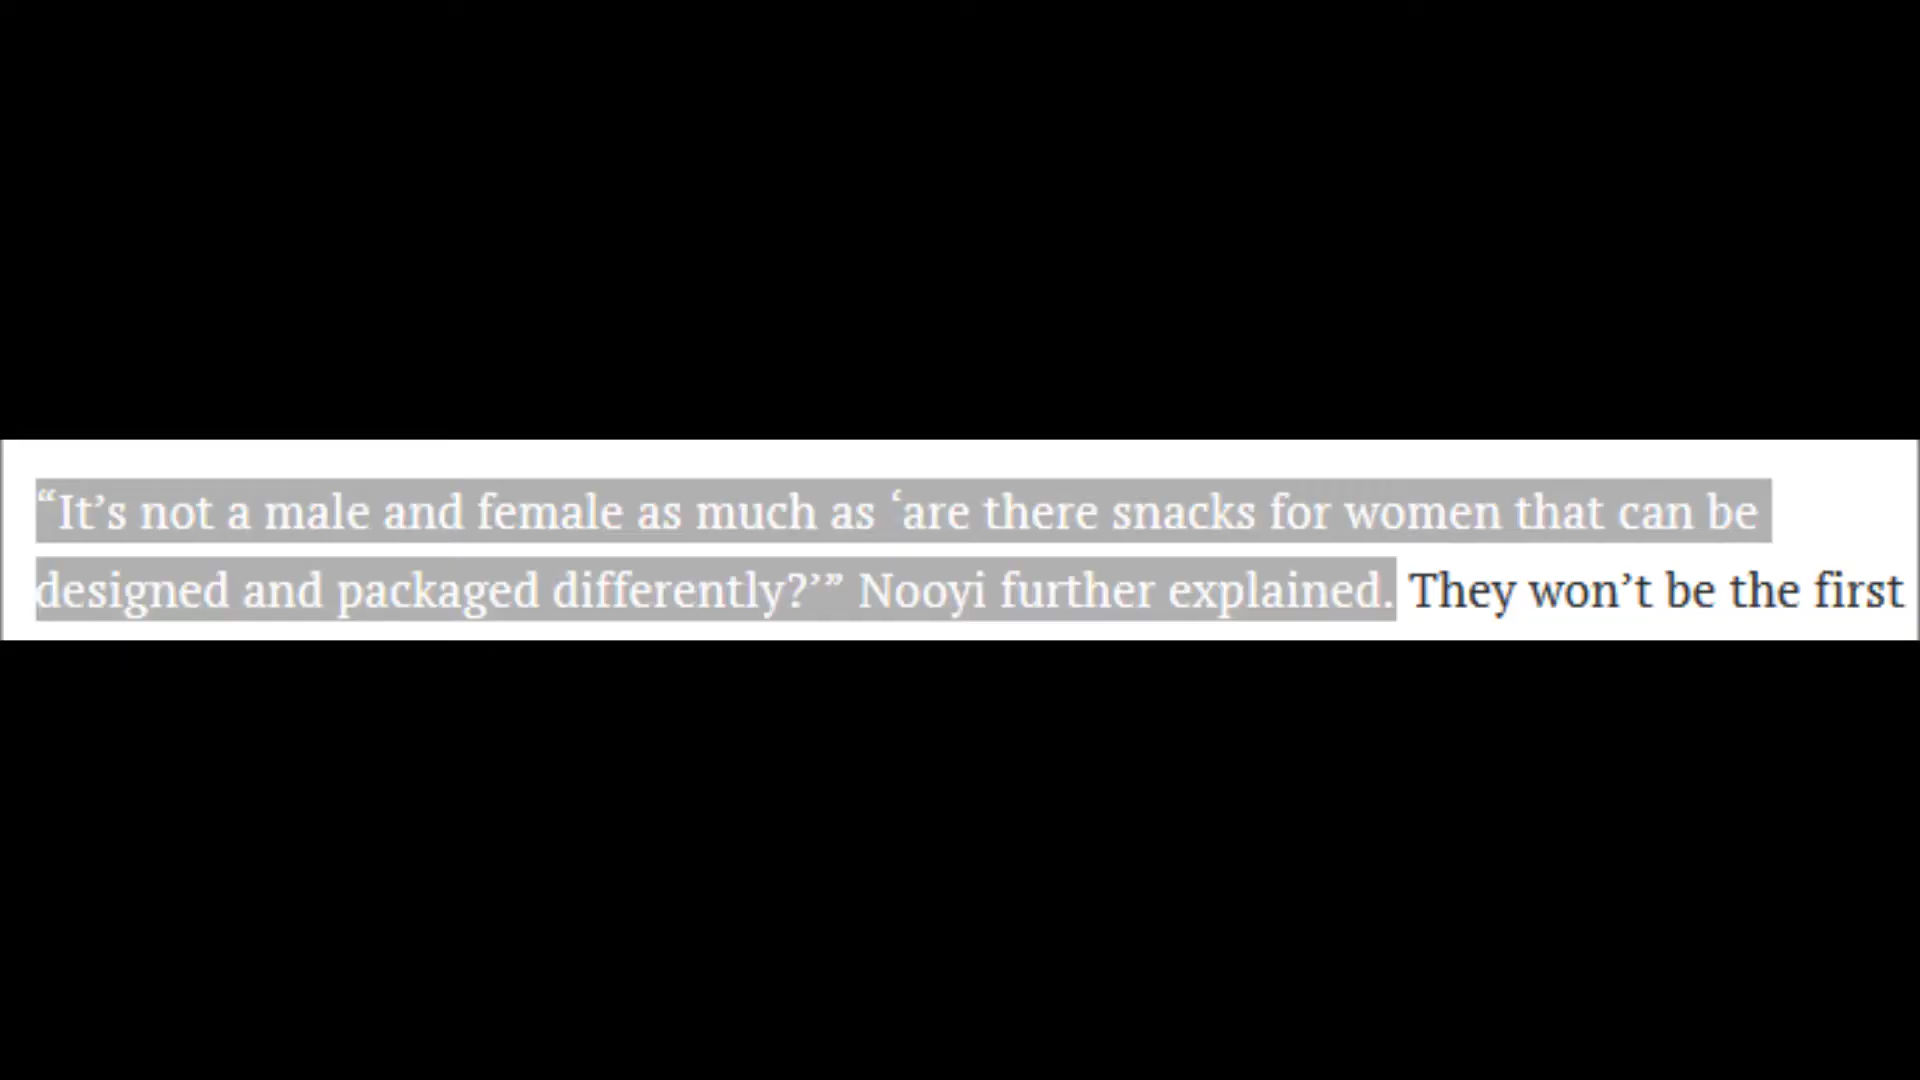 “It’s not a male and female as much as ‘are there snacks for women that can be
designed and packaged differently?’” Nooyi further explained. They won’t be the first